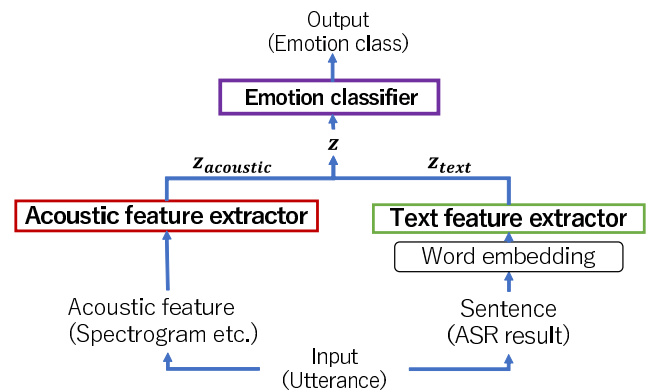 Output
(Emotion class)
Emotion classifier
z
z_acoustic
z_text
Acoustic feature extractor
Text feature extractor
Word embedding
Acoustic feature
(Spectrogram etc.)
Sentence
(ASR result)
Input
(Utterance)